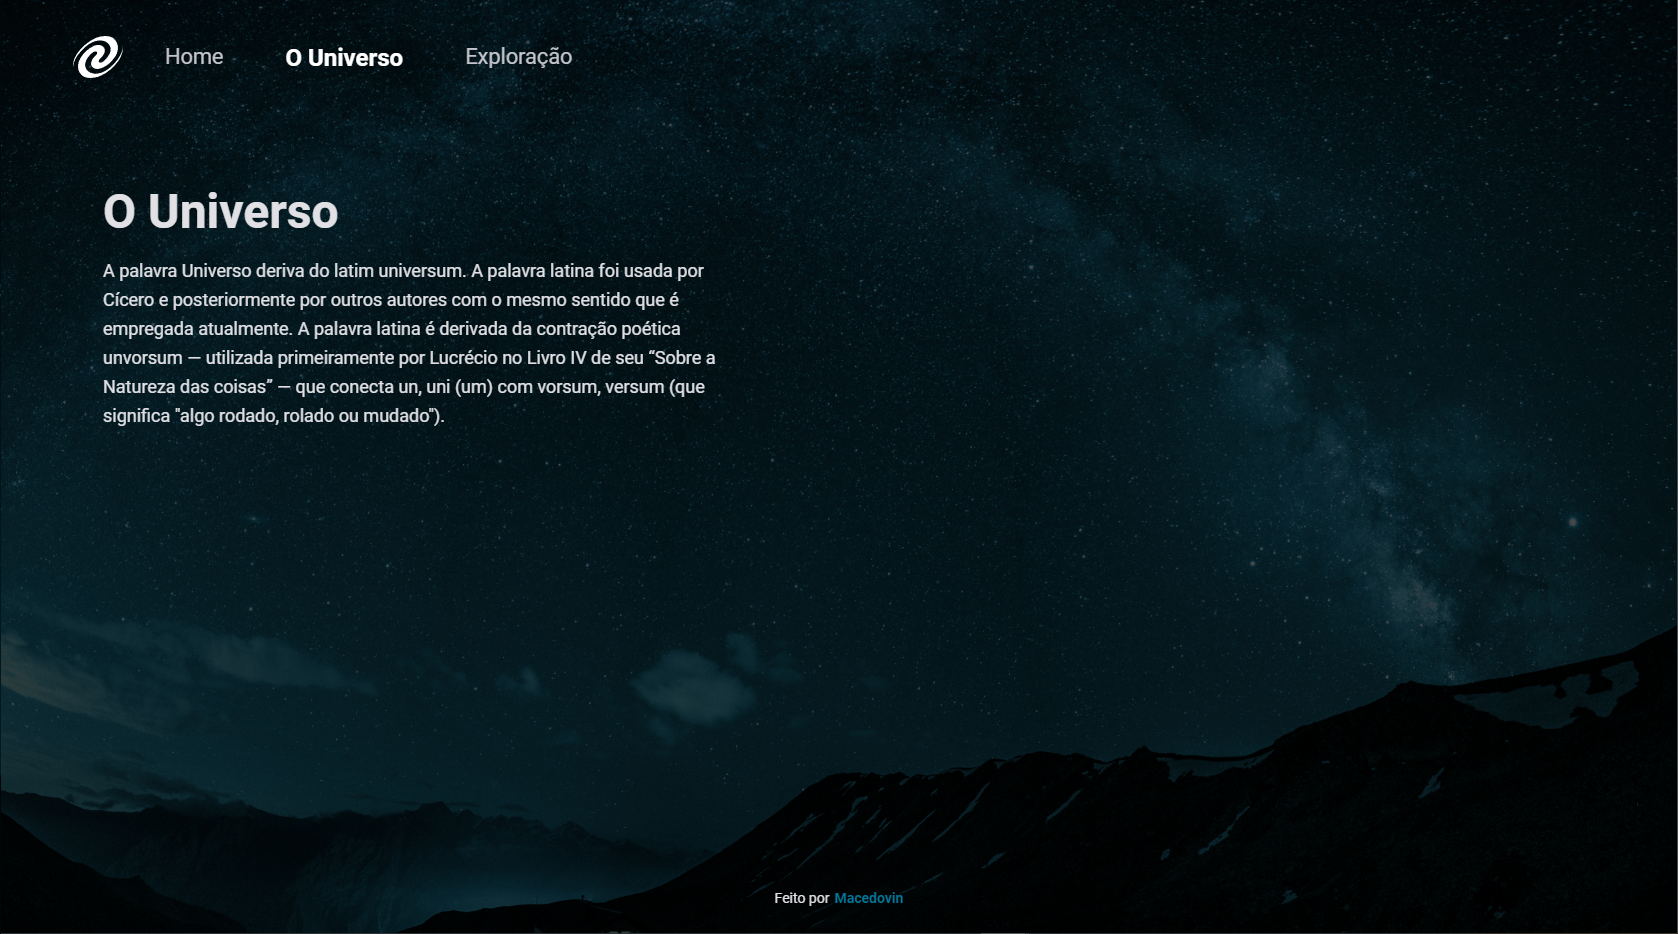 Home
O Universo
Exploração
O Universo
A palavra Universo deriva do latim universum. A palavra latina foi usada por
Cícero e posteriormente por outros autores com o mesmo sentido que é
empregada atualmente. A palavra latina é derivada da contração poética
unvorsum — utilizada primeiramente por Lucrécio no Livro IV de seu “Sobre a
Natureza das coisas” — que conecta un, uni (um) com vorsum, versum (que
significa "algo rodado, rolado ou mudado").
Feito por Macedovin